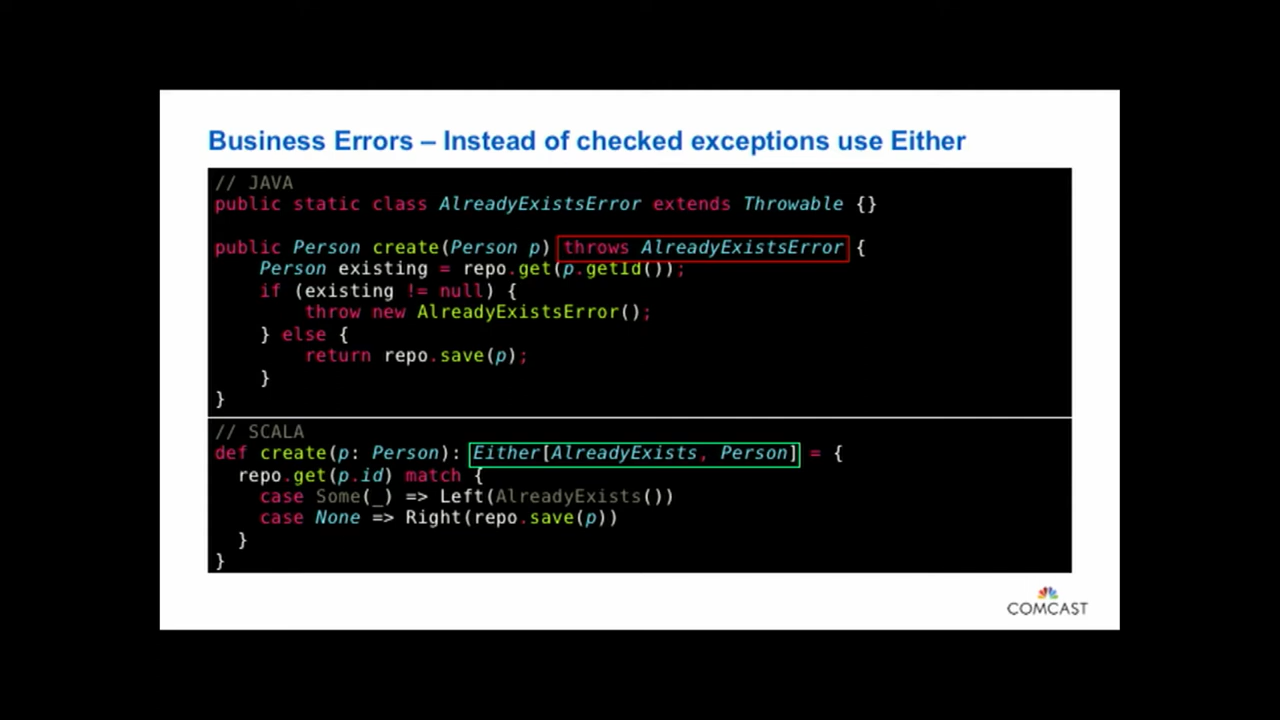 Business Errors – Instead of checked exceptions use Either
// JAVA
public static class AlreadyExistsError extends Throwable {}
public Person create(Person p) throws AlreadyExistsError {
    Person existing = repo.get(p.getId());
    if (existing != null) {
        throw new AlreadyExistsError();
    } else {
        return repo.save(p);
    }
}
// SCALA
def create(p: Person): Either[AlreadyExists, Person] = {
  repo.get(p.id) match {
    case Some(_) => Left(AlreadyExists())
    case None => Right(repo.save(p))
  }
}
COMCAST